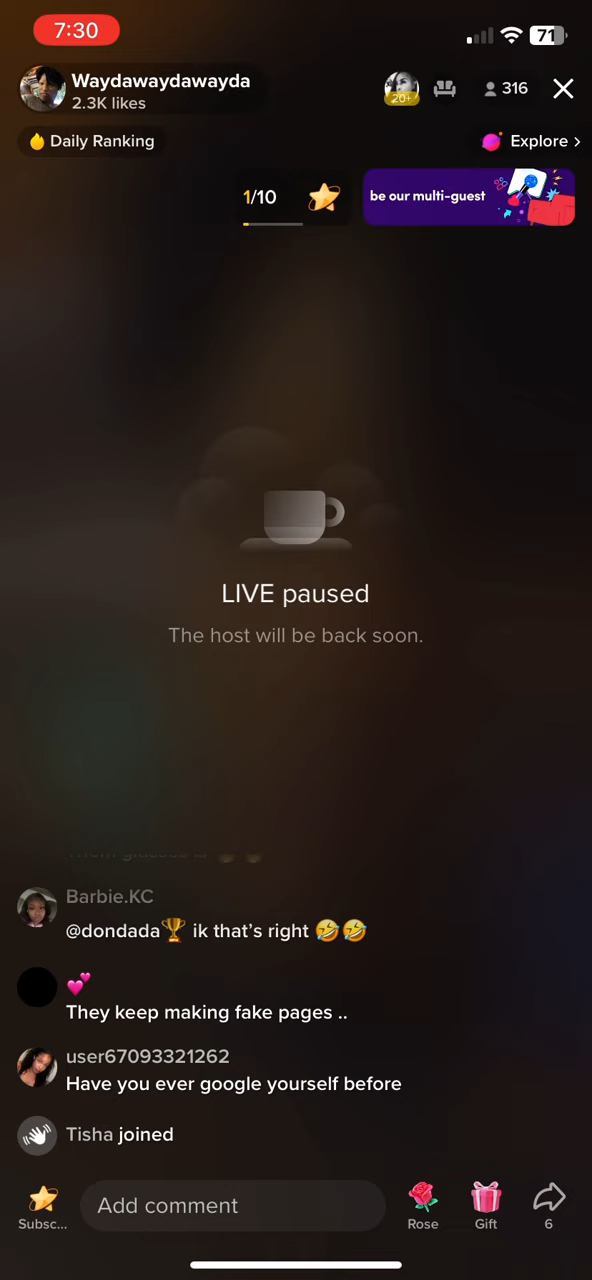 7:30
71
Waydawaydawayda
2.3K likes
20+
316
Daily Ranking
Explore >
1/10
be our multi-guest
LIVE paused
The host will be back soon.
Barbie.KC
@dondada🏆 ik that's right 🤣🤣
💕
They keep making fake pages ..
user67093321262
Have you ever google yourself before
Tisha joined
Subsc...
Add comment
Rose
Gift
6